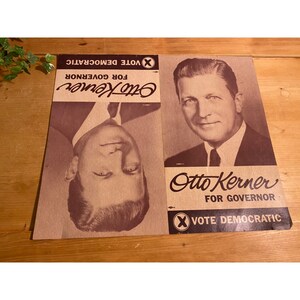 VOTE DEMOCRATIC
FOR GOVERNOR
Otto Kerner
Otto Kerner
FOR GOVERNOR
X VOTE DEMOCRATIC